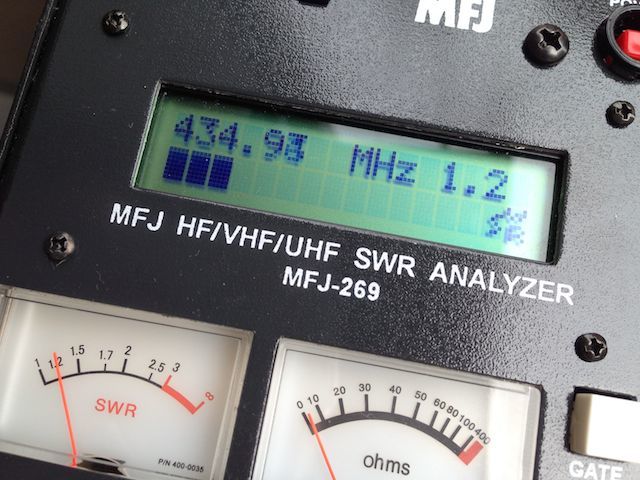 MFJ
434.93 MHz 1.2
MFJ HF/VHF/UHF SWR ANALYZER
MFJ-269
1 1.2 1.5 1.7 2 2.5 3 8
SWR
P/N 400-0035
0 10 20 30 40 50 60 80 100 400
ohms
GATE